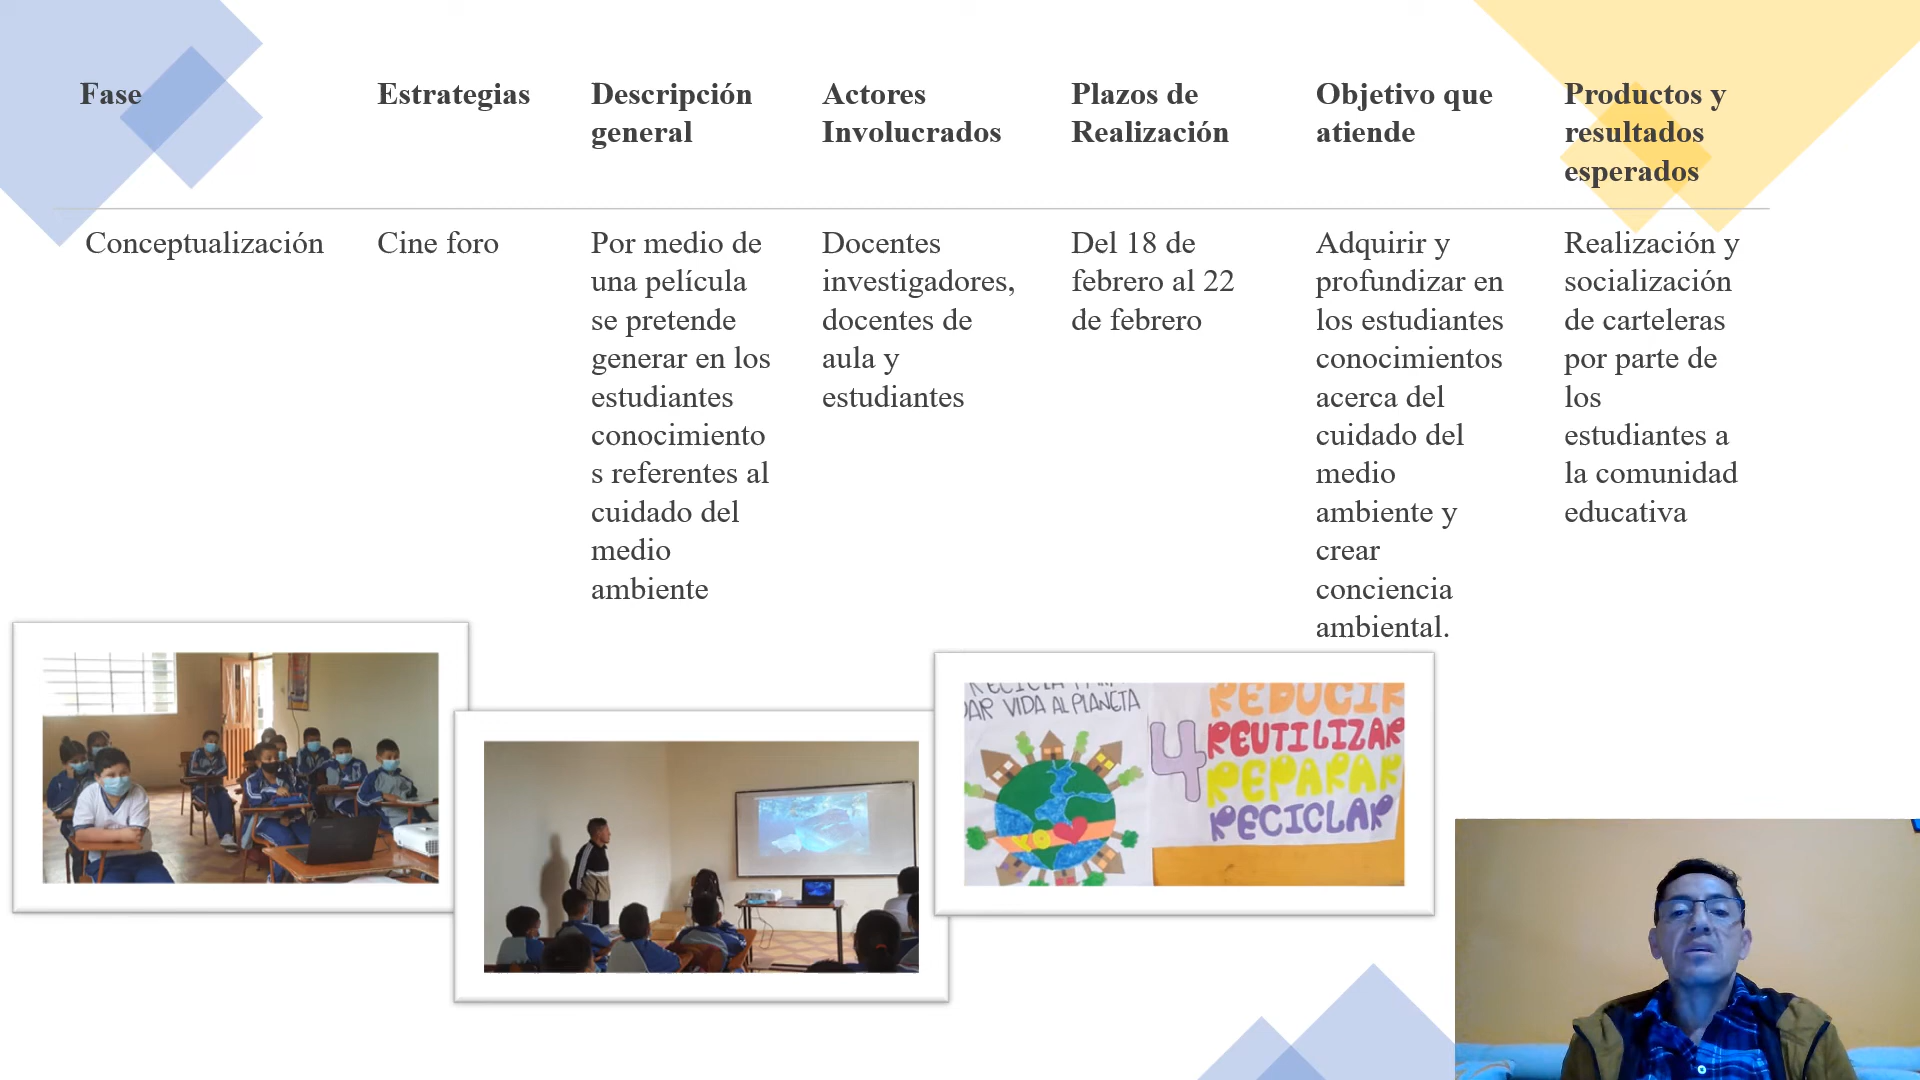 Fase
Estrategias
Descripción
general
Actores
Involucrados
Plazos de
Realización
Objetivo que
atiende
Productos y
resultados
esperados
Conceptualización
Cine foro
Por medio de
una película
se pretende
generar en los
estudiantes
conocimiento
s referentes al
cuidado del
medio
ambiente
Docentes
investigadores,
docentes de
aula y
estudiantes
Del 18 de
febrero al 22
de febrero
Adquirir y
profundizar en
los estudiantes
conocimientos
acerca del
cuidado del
medio
ambiente y
crear
conciencia
ambiental.
Realización y
socialización
de carteleras
por parte de
los
estudiantes a
la comunidad
educativa
DAR VIDA AL PLANETA
4
REDUCIR
REUTILIZAR
REPARAR
RECICLAR